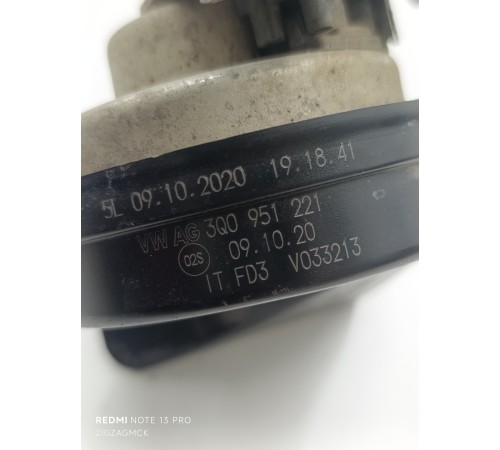 5L 09.10.2020 19.18.41
VW AG 3Q0 951 221
02S 09.10.20
IT FD3 V033213
REDMI NOTE 13 PRO
ZIGZAGMCK